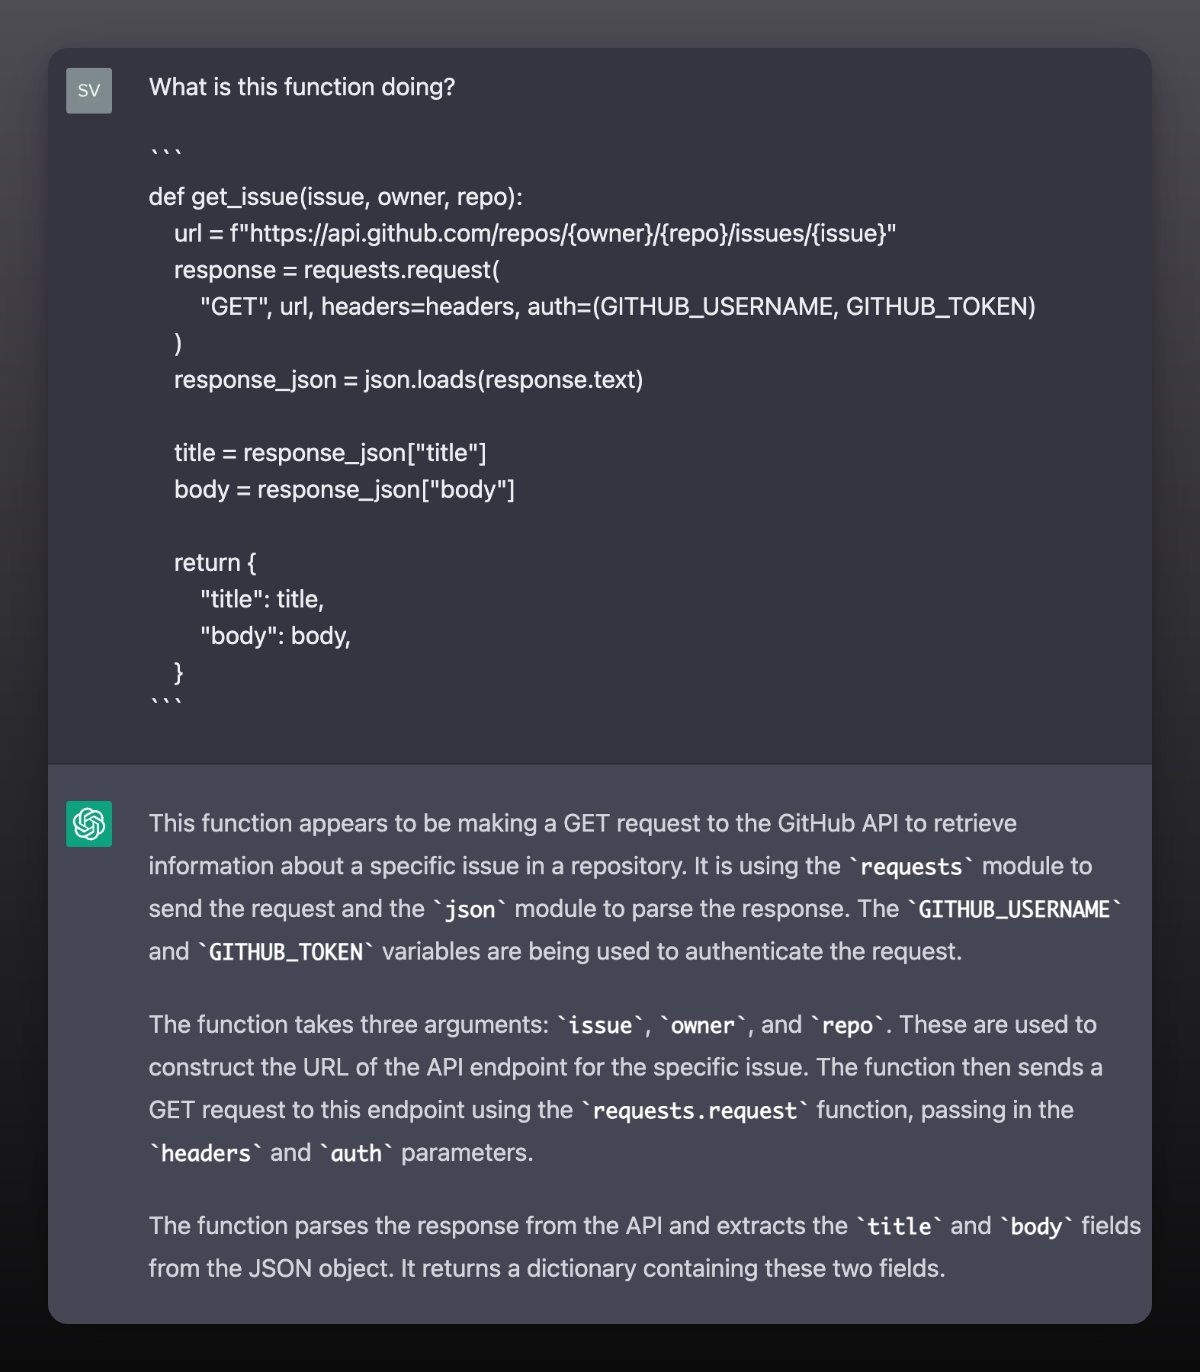 SV
What is this function doing?
```
def get_issue(issue, owner, repo):
    url = f"https://api.github.com/repos/{owner}/{repo}/issues/{issue}"
    response = requests.request(
        "GET", url, headers=headers, auth=(GITHUB_USERNAME, GITHUB_TOKEN)
    )
    response_json = json.loads(response.text)

    title = response_json["title"]
    body = response_json["body"]

    return {
        "title": title,
        "body": body,
    }
```
This function appears to be making a GET request to the GitHub API to retrieve
information about a specific issue in a repository. It is using the `requests` module to
send the request and the `json` module to parse the response. The `GITHUB_USERNAME`
and `GITHUB_TOKEN` variables are being used to authenticate the request.
The function takes three arguments: `issue`, `owner`, and `repo`. These are used to
construct the URL of the API endpoint for the specific issue. The function then sends a
GET request to this endpoint using the `requests.request` function, passing in the
`headers` and `auth` parameters.
The function parses the response from the API and extracts the `title` and `body` fields
from the JSON object. It returns a dictionary containing these two fields.